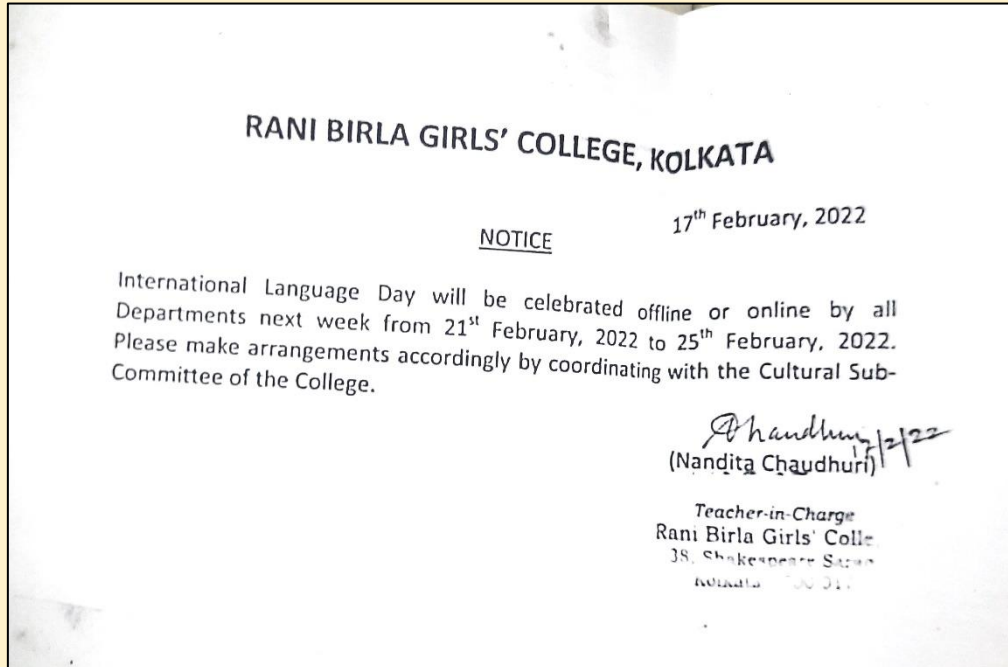 RANI BIRLA GIRLS' COLLEGE, KOLKATA
17th February, 2022
NOTICE
International Language Day will be celebrated offline or online by all
Departments next week from 21st February, 2022 to 25th February, 2022.
Please make arrangements accordingly by coordinating with the Cultural Sub-
Committee of the College.
(Nandita Chaudhuri)
Teacher-in-Charge
Rani Birla Girls'
38, Shakespeare